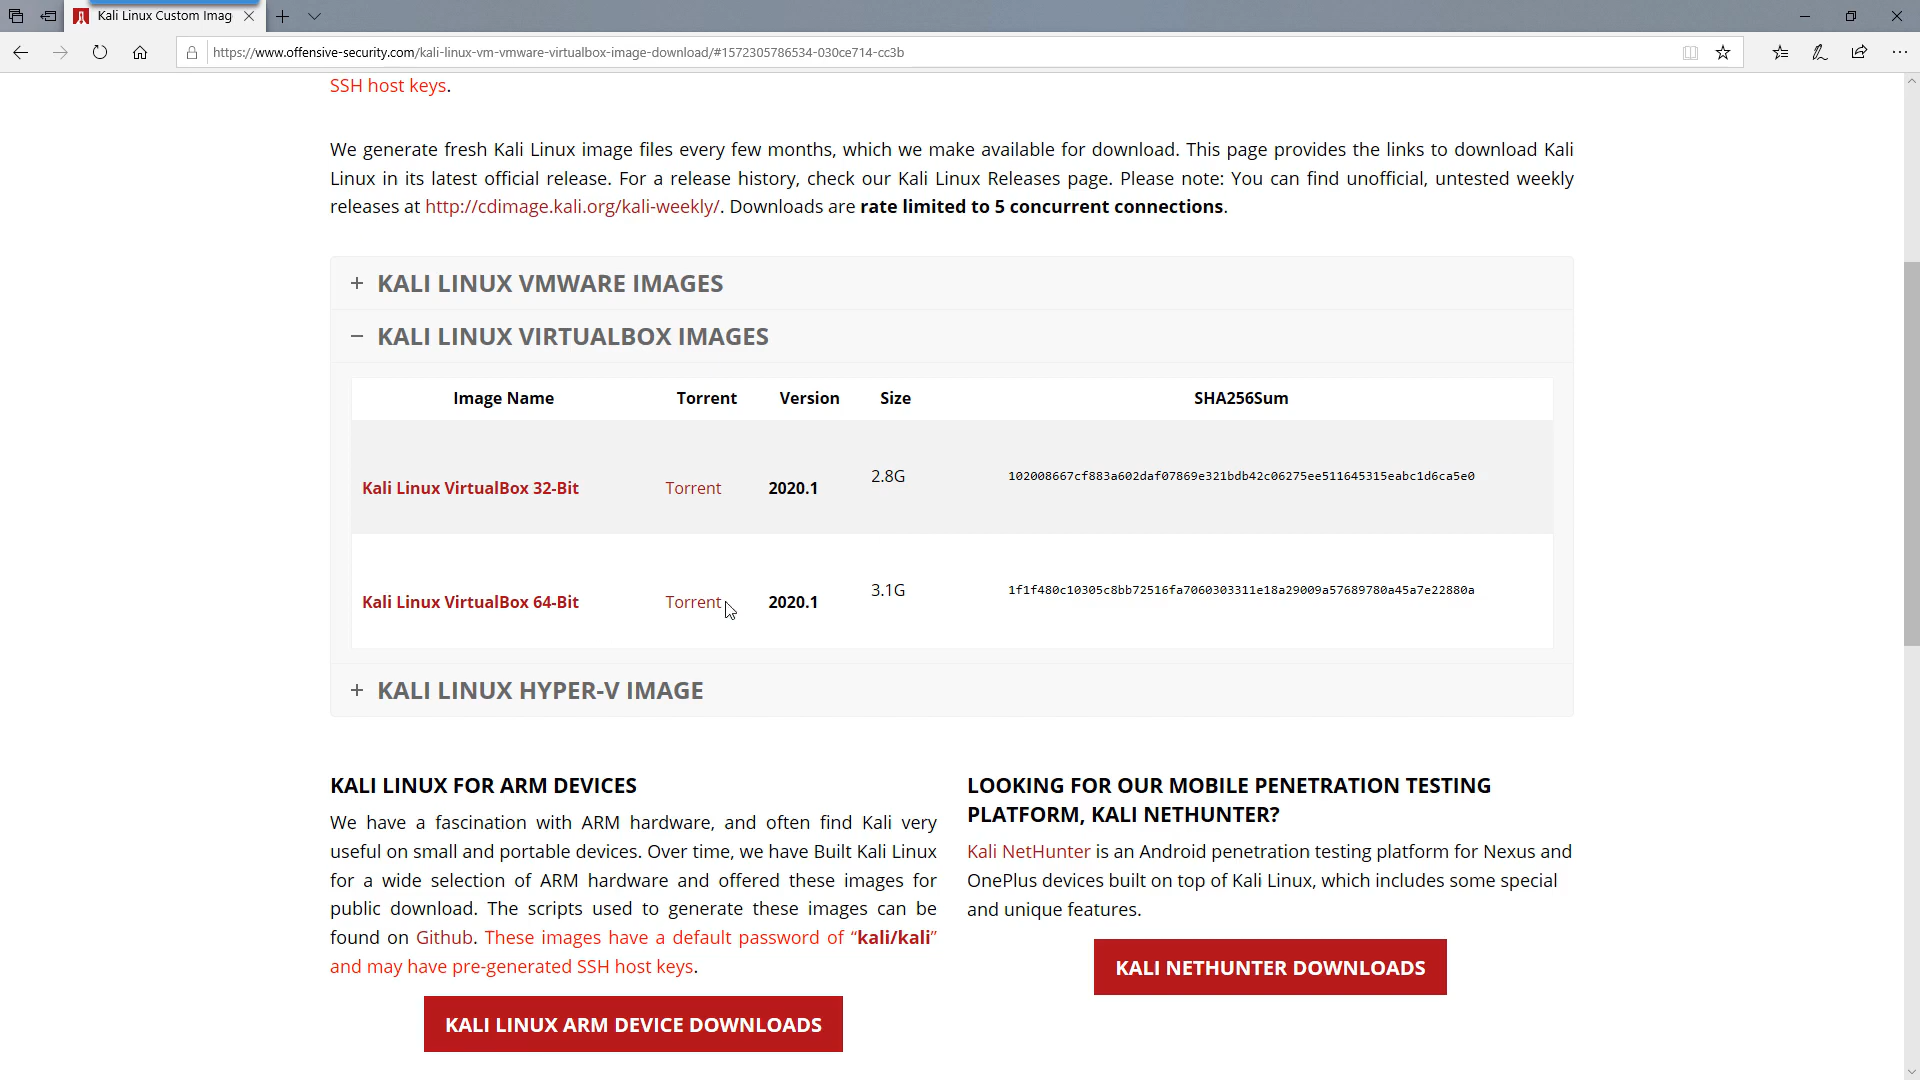 Kali Linux Custom Imag
https://www.offensive-security.com/kali-linux-vm-vmware-virtualbox-image-download/#1572305786534-030ce714-cc3b
SSH host keys.
We generate fresh Kali Linux image files every few months, which we make available for download. This page provides the links to download Kali
Linux in its latest official release. For a release history, check our Kali Linux Releases page. Please note: You can find unofficial, untested weekly
releases at http://cdimage.kali.org/kali-weekly/. Downloads are rate limited to 5 concurrent connections.
+ KALI LINUX VMWARE IMAGES
− KALI LINUX VIRTUALBOX IMAGES
Image Name Torrent Version Size SHA256Sum
Kali Linux VirtualBox 32-Bit Torrent 2020.1 2.8G 102008667cf883a602daf07869e321bdb42c06275ee511645315eabc1d6ca5e0
Kali Linux VirtualBox 64-Bit Torrent 2020.1 3.1G 1f1f480c10305c8bb72516fa7060303311e18a29009a57689780a45a7e22880a
+ KALI LINUX HYPER-V IMAGE
KALI LINUX FOR ARM DEVICES
We have a fascination with ARM hardware, and often find Kali very
useful on small and portable devices. Over time, we have Built Kali Linux
for a wide selection of ARM hardware and offered these images for
public download. The scripts used to generate these images can be
found on Github. These images have a default password of “kali/kali”
and may have pre-generated SSH host keys.
KALI LINUX ARM DEVICE DOWNLOADS
LOOKING FOR OUR MOBILE PENETRATION TESTING
PLATFORM, KALI NETHUNTER?
Kali NetHunter is an Android penetration testing platform for Nexus and
OnePlus devices built on top of Kali Linux, which includes some special
and unique features.
KALI NETHUNTER DOWNLOADS